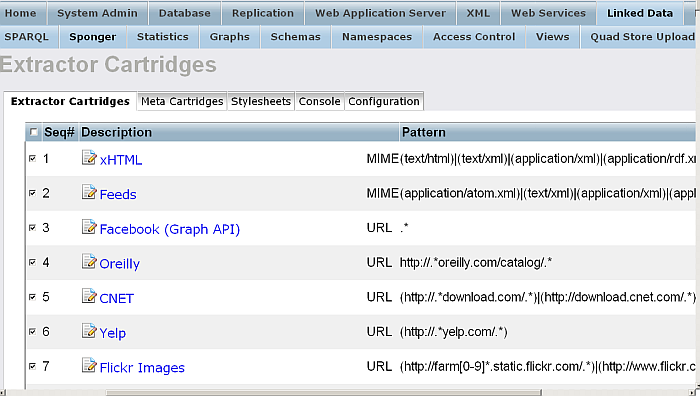 Home System Admin Database Replication Web Application Server XML Web Services Linked Data
SPARQL Sponger Statistics Graphs Schemas Namespaces Access Control Views Quad Store Upload
Extractor Cartridges
Extractor Cartridges Meta Cartridges Stylesheets Console Configuration
Seq# Description Pattern
1 xHTML MIME (text/html)|(text/xml)|(application/xml)|(application/rdf.x
2 Feeds MIME (application/atom.xml)|(text/xml)|(application/xml)|(appl
3 Facebook (Graph API) URL .*
4 Oreilly URL http://.*oreilly.com/catalog/.*
5 CNET URL (http://.*download.com/.*)|(http://download.cnet.com/.*)
6 Yelp URL (http://.*yelp.com/.*)
7 Flickr Images URL (http://farm[0-9]*.static.flickr.com/.*)|(http://www.flickr.c